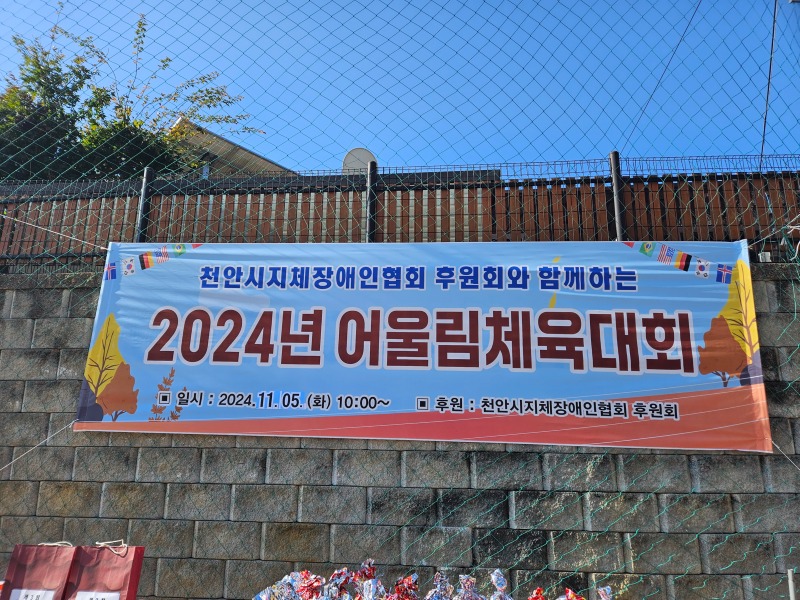 천안시지체장애인협회 후원회와 함께하는
2024년 어울림체육대회
▣ 일시 : 2024. 11. 05. (화) 10:00~ ▣ 후원 : 천안시지체장애인협회 후원회